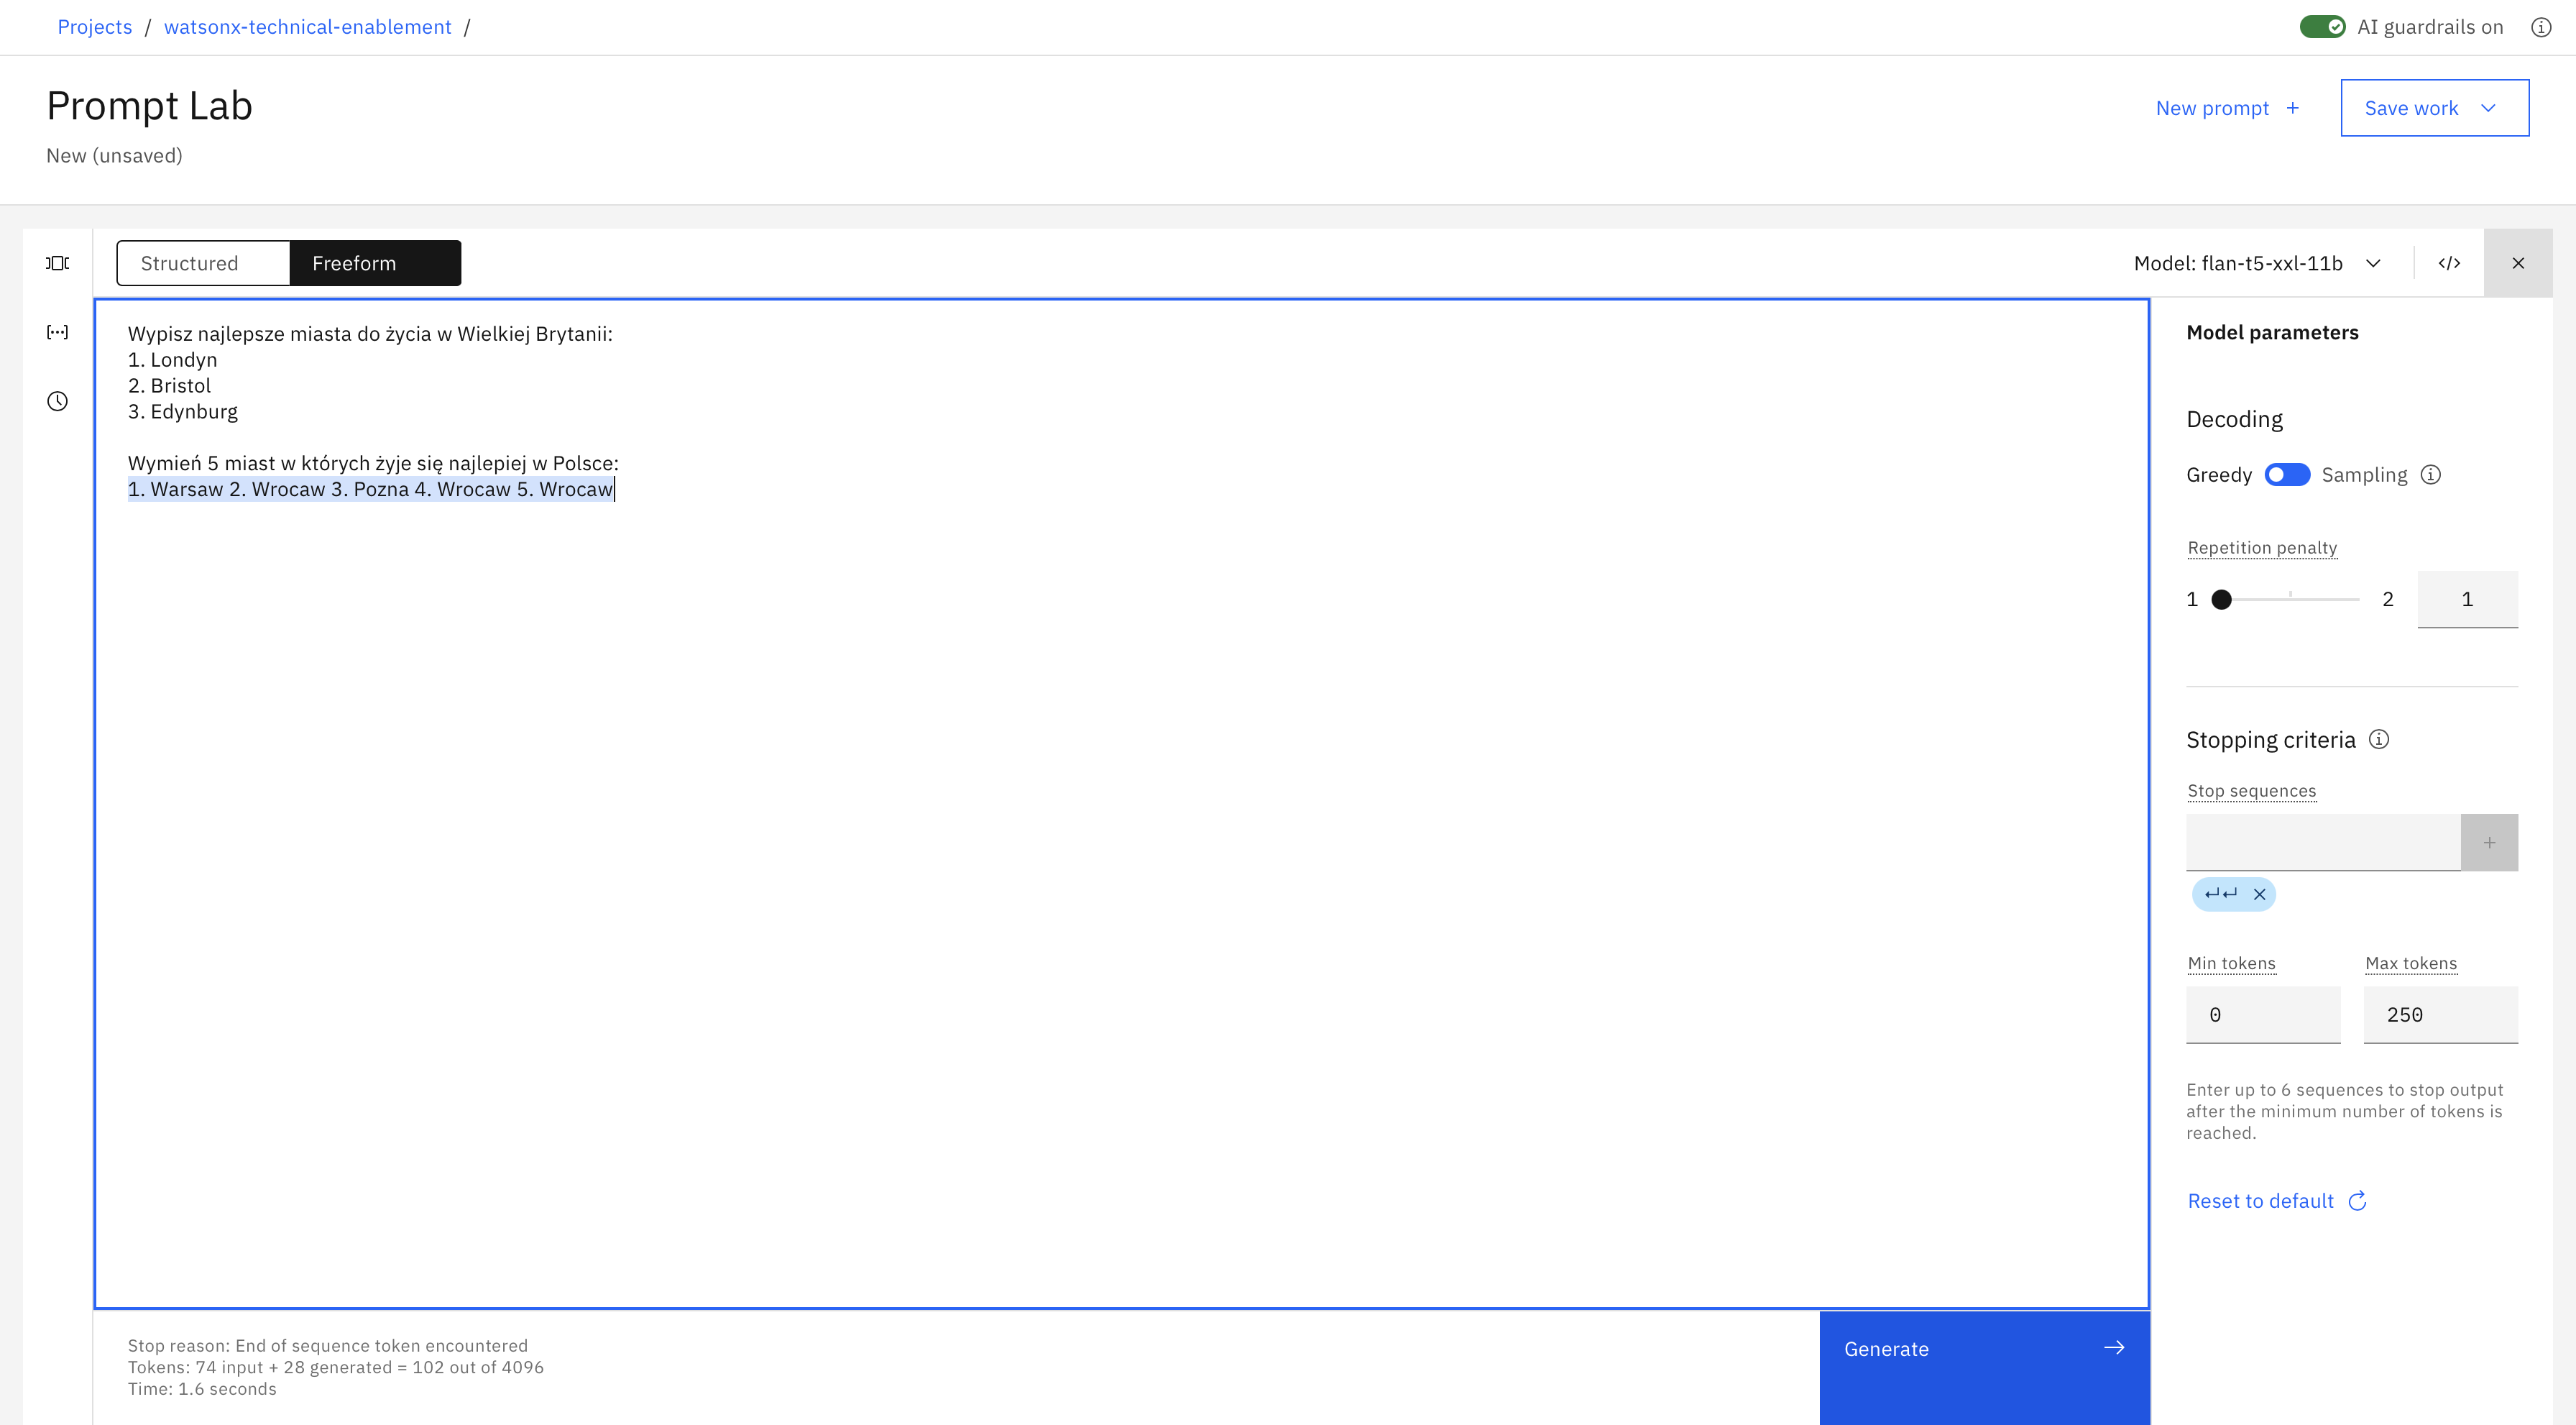 Projects / watsonx-technical-enablement /
AI guardrails on
Prompt Lab
New (unsaved)
New prompt +
Save work
Structured
Freeform
Model: flan-t5-xxl-11b
Wypisz najlepsze miasta do życia w Wielkiej Brytanii:
1. Londyn
2. Bristol
3. Edynburg
Wymień 5 miast w których żyje się najlepiej w Polsce:
1. Warsaw 2. Wrocaw 3. Pozna 4. Wrocaw 5. Wrocaw
Stop reason: End of sequence token encountered
Tokens: 74 input + 28 generated = 102 out of 4096
Time: 1.6 seconds
Generate
Model parameters
Decoding
Greedy Sampling
Repetition penalty
1 2 1
Stopping criteria
Stop sequences
Min tokens Max tokens
0 250
Enter up to 6 sequences to stop output
after the minimum number of tokens is
reached.
Reset to default